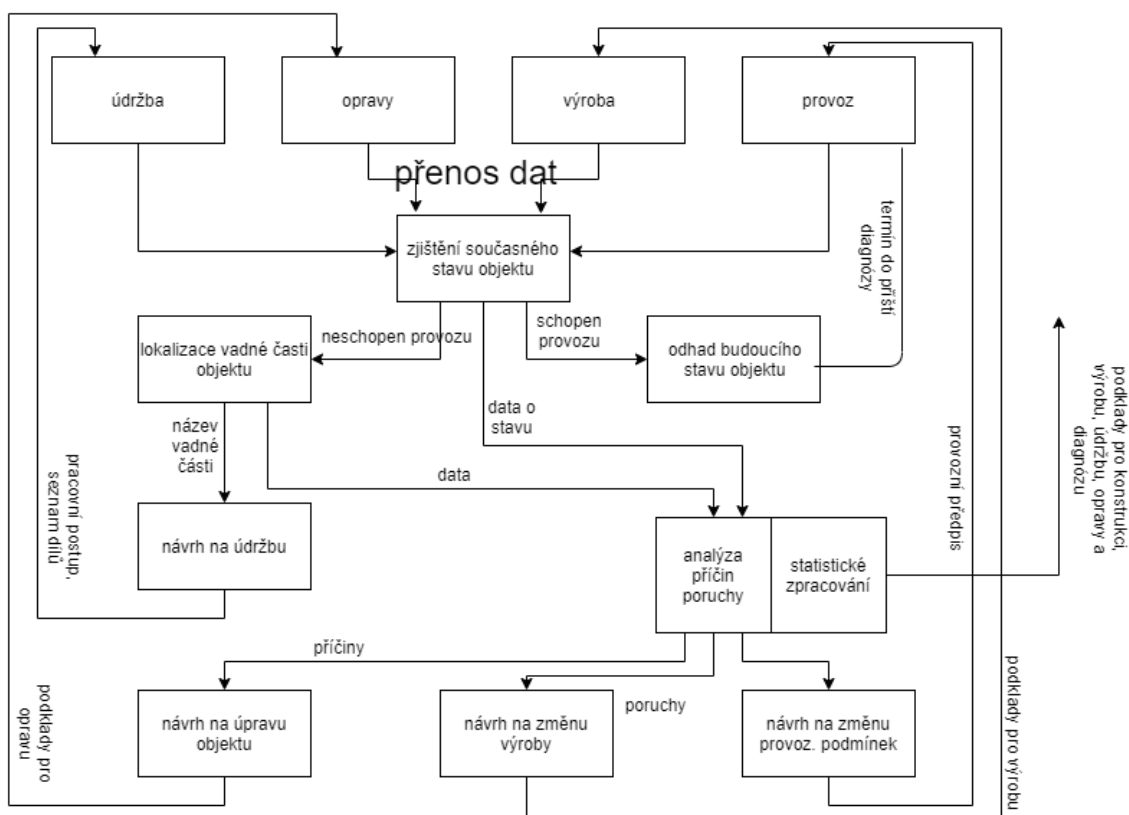 údržba
opravy
výroba
provoz
přenos dat
zjištění současného
stavu objektu
termín do příští
diagnózy
neschopen provozu
schopen
provozu
lokalizace vadné části
objektu
odhad budoucího
stavu objektu
název
vadné
části
data o
stavu
data
podklady pro konstrukci,
výrobu, údržbu, opravy a
diagnózu
pracovní postup,
seznam dílů
provozní předpis
návrh na údržbu
analýza
příčin
poruchy
statistické
zpracování
příčiny
poruchy
podklady pro
opravu
návrh na úpravu
objektu
návrh na změnu
výroby
návrh na změnu
provoz. podmínek
podklady pro výrobu